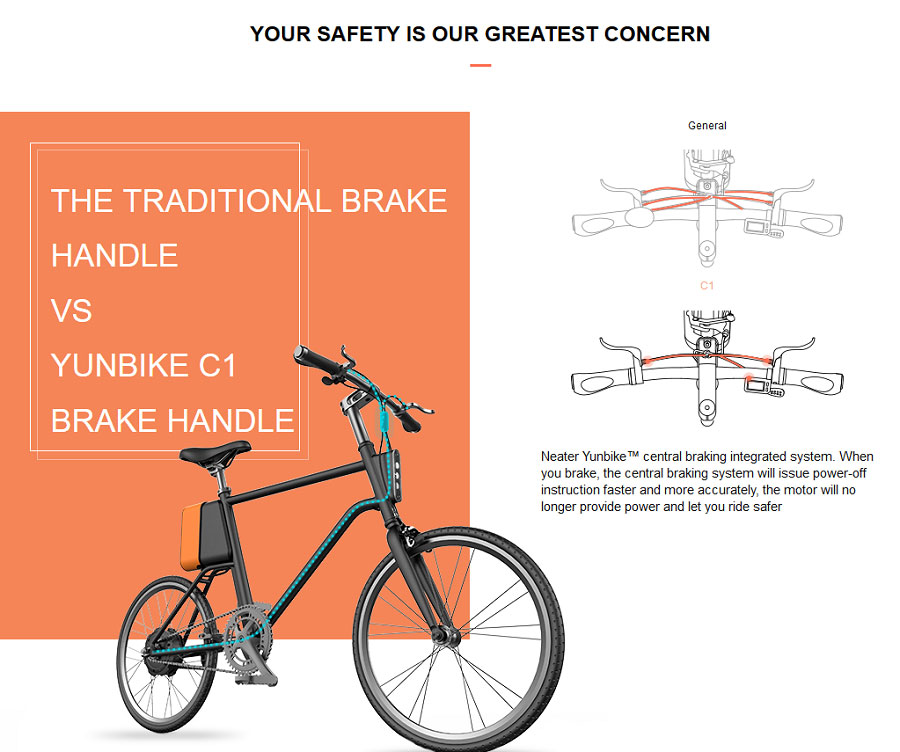 YOUR SAFETY IS OUR GREATEST CONCERN
THE TRADITIONAL BRAKE
HANDLE
VS
YUNBIKE C1
BRAKE HANDLE
General
C1
Neater Yunbike™ central braking integrated system. When
you brake, the central braking system will issue power-off
instruction faster and more accurately, the motor will no
longer provide power and let you ride safer